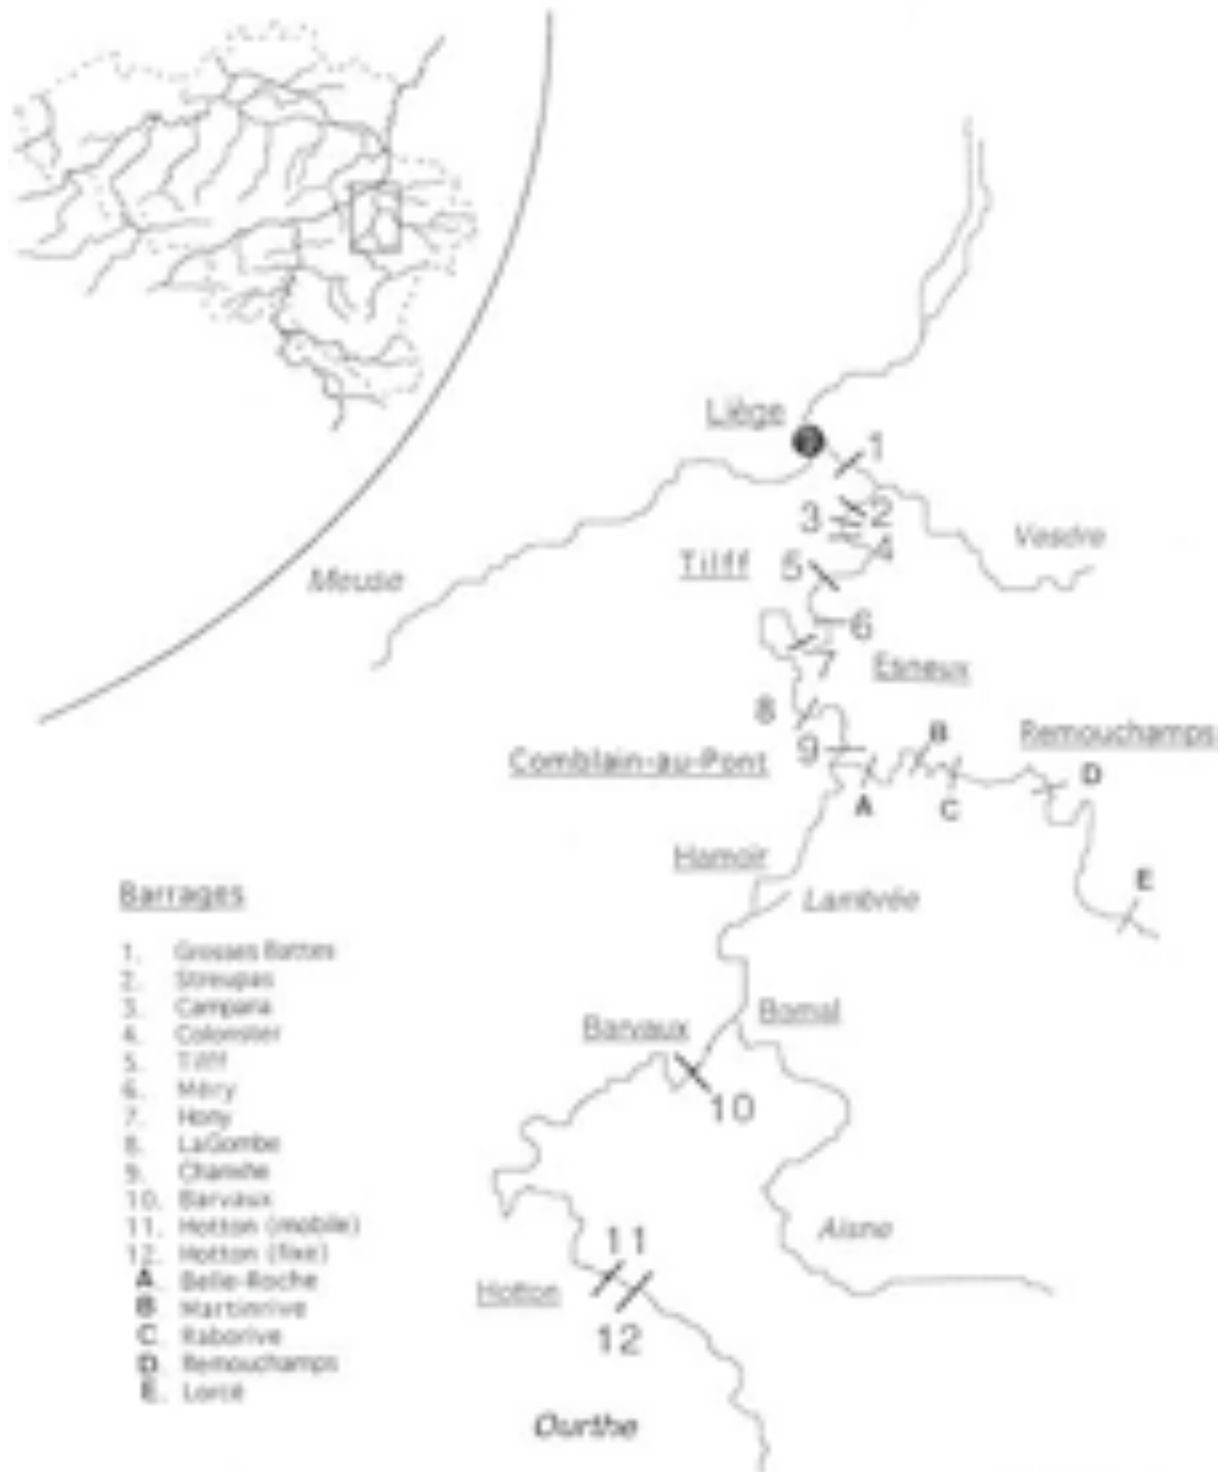 Liège
1
2
3
4
Vesdre
Tilff
5
Meuse
6
7
Esneux
8
B
Remouchamps
9
Comblain-au-Pont
D
A
C
Hamoir
E
Lambrée
Barrages
1. Grosses Battes
2. Streupas
3. Campana
4. Colonster
5. Tilff
6. Méry
7. Hony
8. LaGombe
9. Chanxhe
10. Barvaux
11. Hotton (mobile)
12. Hotton (fixe)
A. Belle-Roche
B. Martinrive
C. Raborive
D. Remouchamps
E. Lorcé
Bomal
Barvaux
10
Aisne
11
Hotton
12
Ourthe